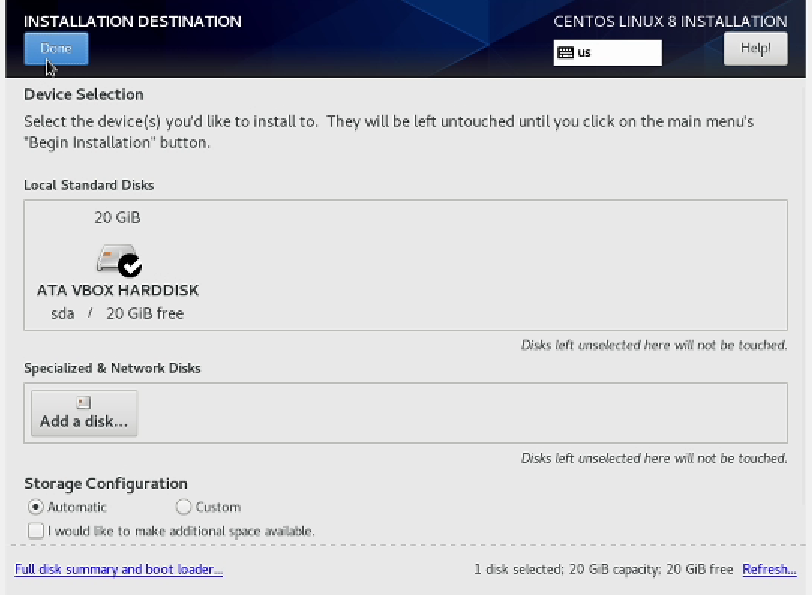 INSTALLATION DESTINATION
CENTOS LINUX 8 INSTALLATION
Done
us
Help!
Device Selection
Select the device(s) you'd like to install to. They will be left untouched until you click on the main menu's
"Begin Installation" button.
Local Standard Disks
20 GiB
ATA VBOX HARDDISK
sda / 20 GiB free
Disks left unselected here will not be touched.
Specialized & Network Disks
Add a disk...
Disks left unselected here will not be touched.
Storage Configuration
Automatic
Custom
I would like to make additional space available.
Full disk summary and boot loader...
1 disk selected; 20 GiB capacity; 20 GiB free Refresh...